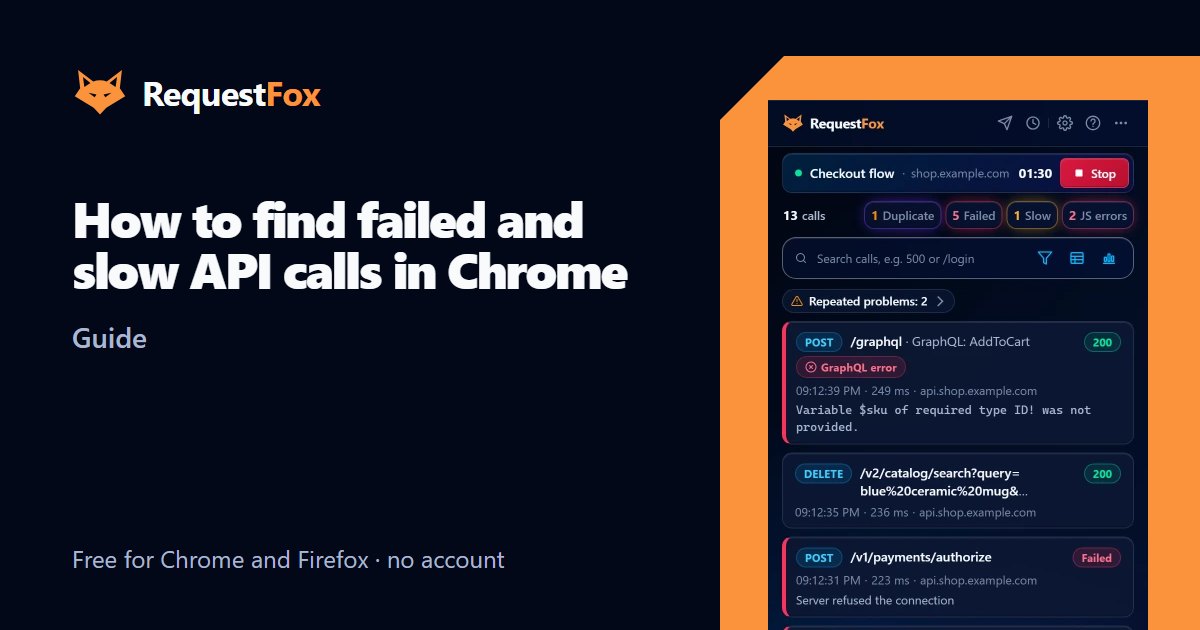 RequestFox
How to find failed and
slow API calls in Chrome
Guide
Free for Chrome and Firefox · no account
RequestFox
Checkout flow · shop.example.com 01:30 Stop
13 calls 1 Duplicate 5 Failed 1 Slow 2 JS errors
Search calls, e.g. 500 or /login
Repeated problems: 2
POST /graphql · GraphQL: AddToCart 200
GraphQL error
09:12:39 PM · 249 ms · api.shop.example.com
Variable $sku of required type ID! was not
provided.
DELETE /v2/catalog/search?query= 200
blue%20ceramic%20mug&...
09:12:35 PM · 236 ms · api.shop.example.com
POST /v1/payments/authorize Failed
09:12:31 PM · 223 ms · api.shop.example.com
Server refused the connection